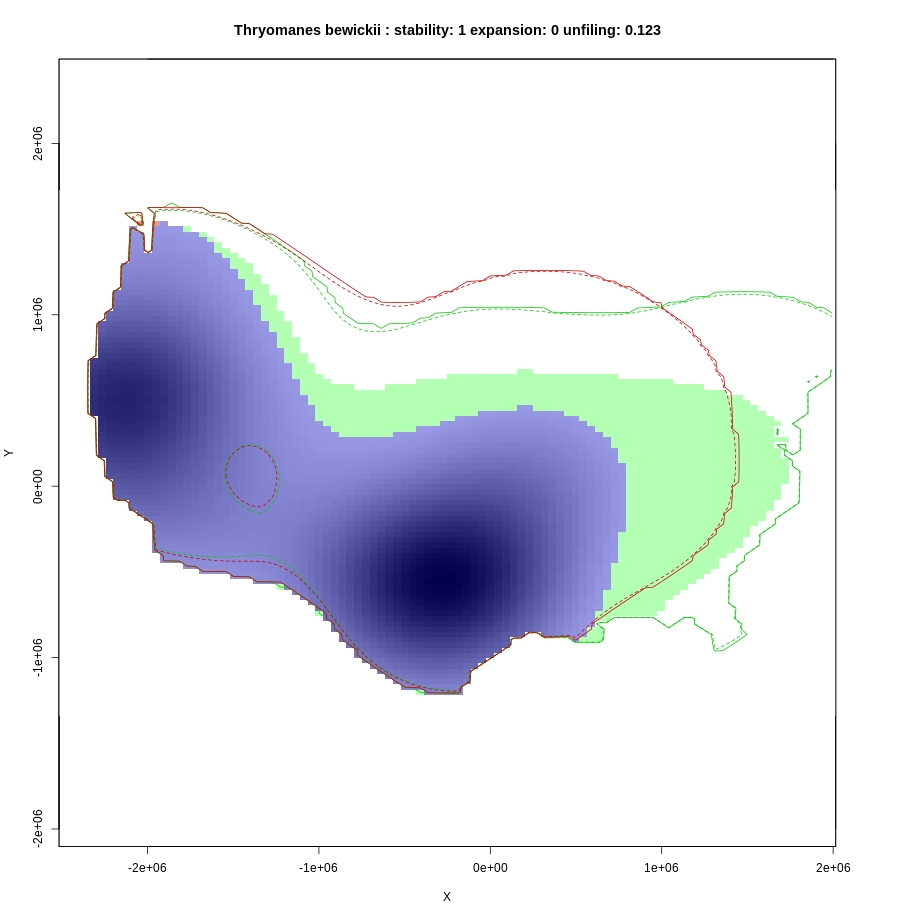 Thryomanes bewickii : stability: 1 expansion: 0 unfiling: 0.123
2e+06
1e+06
0e+00
-1e+06
-2e+06
Y
-2e+06 -1e+06 0e+00 1e+06 2e+06
X